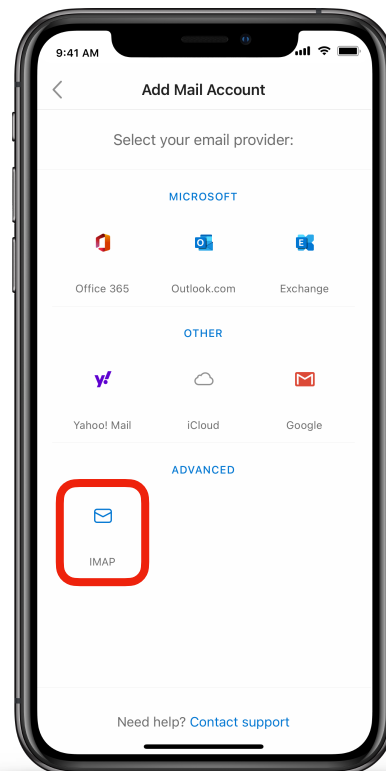 9:41 AM
Add Mail Account
Select your email provider:
MICROSOFT
Office 365 Outlook.com Exchange
OTHER
Yahoo! Mail iCloud Google
ADVANCED
IMAP
Need help? Contact support